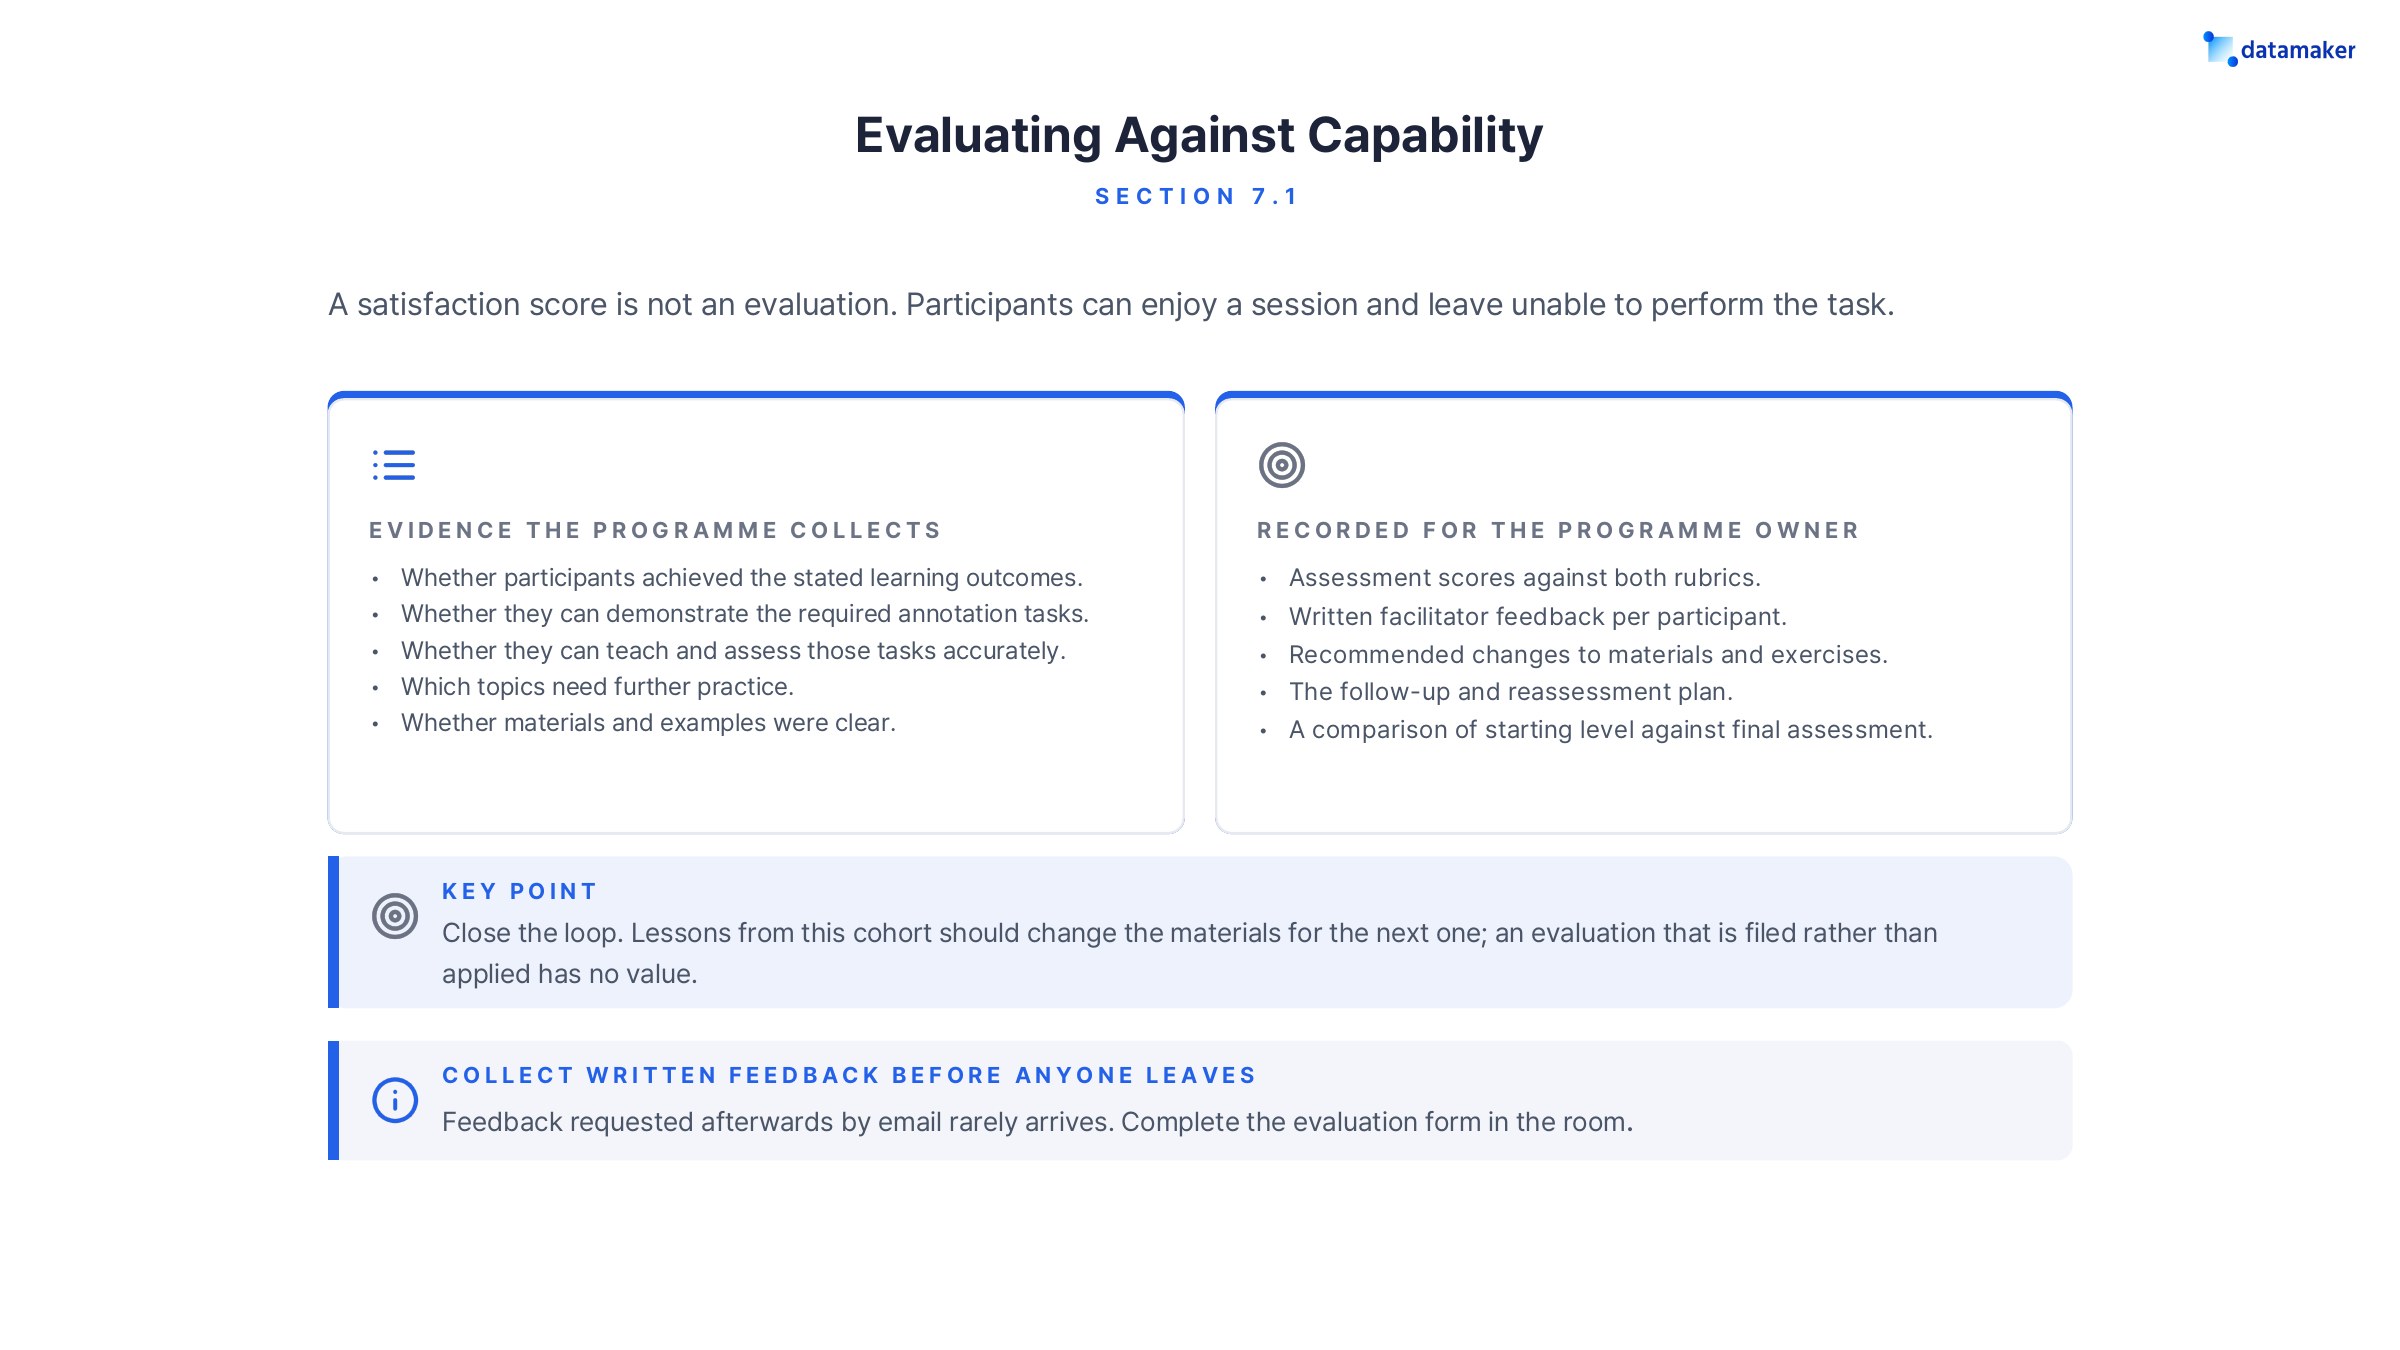 datamaker
Evaluating Against Capability
SECTION 7.1
A satisfaction score is not an evaluation. Participants can enjoy a session and leave unable to perform the task.
EVIDENCE THE PROGRAMME COLLECTS
• Whether participants achieved the stated learning outcomes.
• Whether they can demonstrate the required annotation tasks.
• Whether they can teach and assess those tasks accurately.
• Which topics need further practice.
• Whether materials and examples were clear.
RECORDED FOR THE PROGRAMME OWNER
• Assessment scores against both rubrics.
• Written facilitator feedback per participant.
• Recommended changes to materials and exercises.
• The follow-up and reassessment plan.
• A comparison of starting level against final assessment.
KEY POINT
Close the loop. Lessons from this cohort should change the materials for the next one; an evaluation that is filed rather than
applied has no value.
COLLECT WRITTEN FEEDBACK BEFORE ANYONE LEAVES
Feedback requested afterwards by email rarely arrives. Complete the evaluation form in the room.